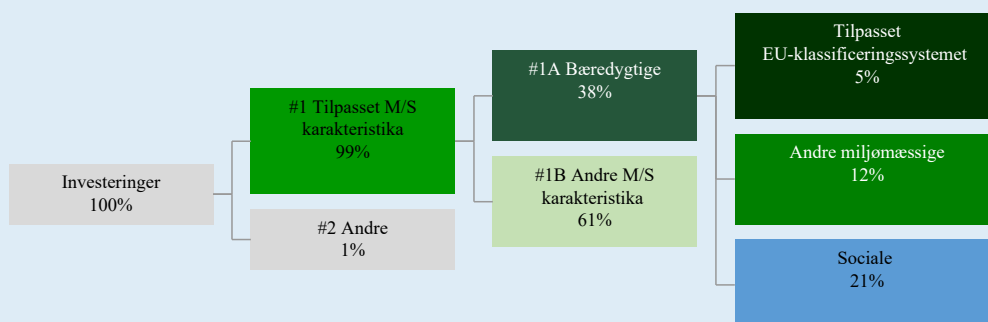 Investeringer
100%
#1 Tilpasset M/S
karakteristika
99%
#2 Andre
1%
#1A Bæredygtige
38%
#1B Andre M/S
karakteristika
61%
Tilpasset
EU-klassificeringssystemet
5%
Andre miljømæssige
12%
Sociale
21%